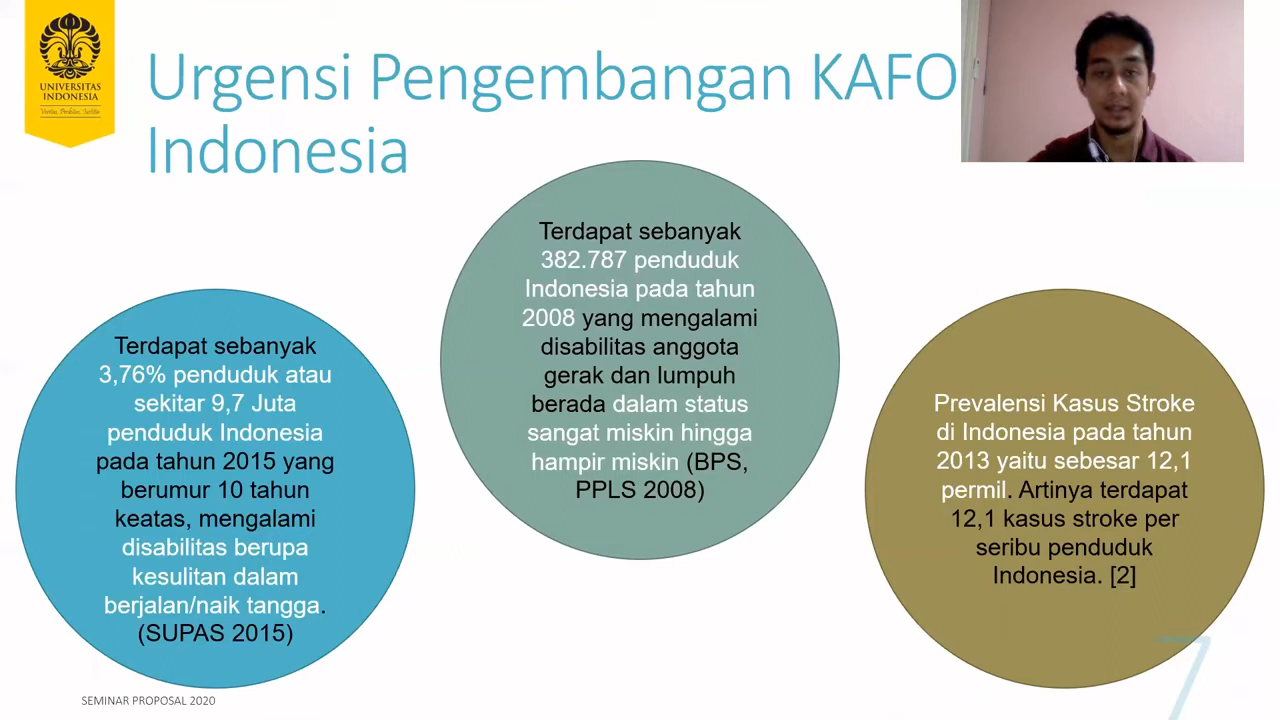 UNIVERSITAS
INDONESIA
Veritas, Probitas, Iustitia
Urgensi Pengembangan KAFO
Indonesia
Terdapat sebanyak
3,76% penduduk atau
sekitar 9,7 Juta
penduduk Indonesia
pada tahun 2015 yang
berumur 10 tahun
keatas, mengalami
disabilitas berupa
kesulitan dalam
berjalan/naik tangga.
(SUPAS 2015)
Terdapat sebanyak
382.787 penduduk
Indonesia pada tahun
2008 yang mengalami
disabilitas anggota
gerak dan lumpuh
berada dalam status
sangat miskin hingga
hampir miskin (BPS,
PPLS 2008)
Prevalensi Kasus Stroke
di Indonesia pada tahun
2013 yaitu sebesar 12,1
permil. Artinya terdapat
12,1 kasus stroke per
seribu penduduk
Indonesia. [2]
SEMINAR PROPOSAL 2020
7